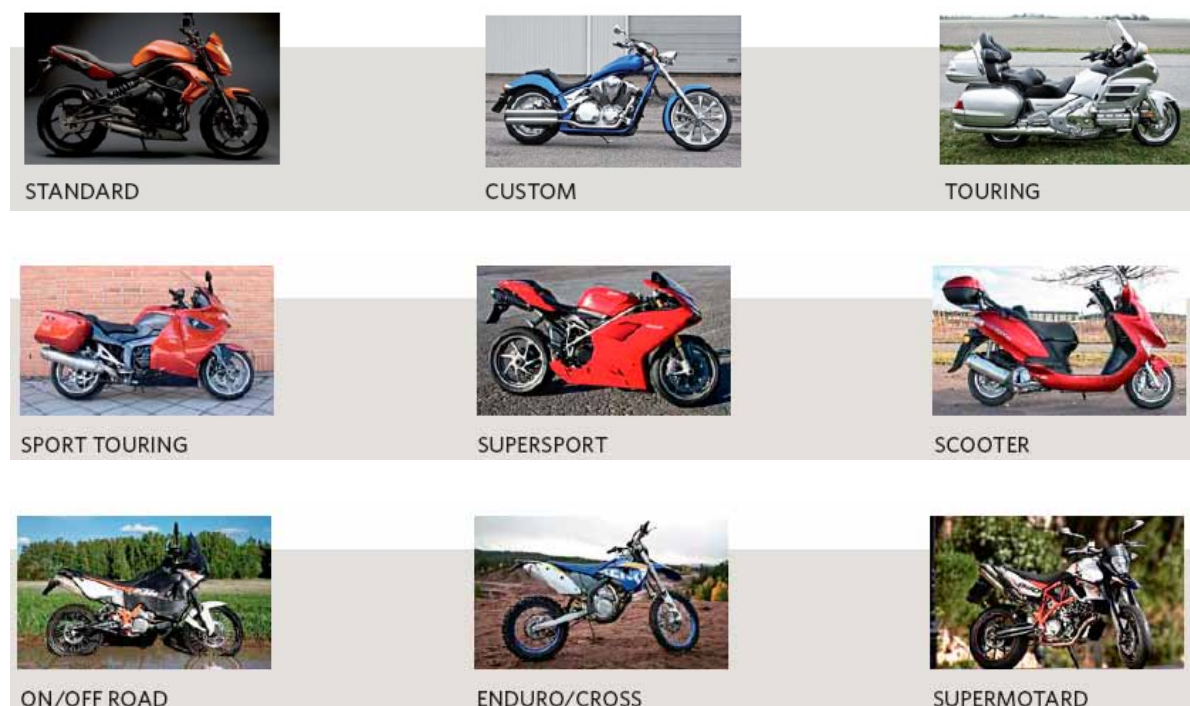 STANDARD
CUSTOM
TOURING
SPORT TOURING
SUPERSPORT
SCOOTER
ON/OFF ROAD
ENDURO/CROSS
SUPERMOTARD